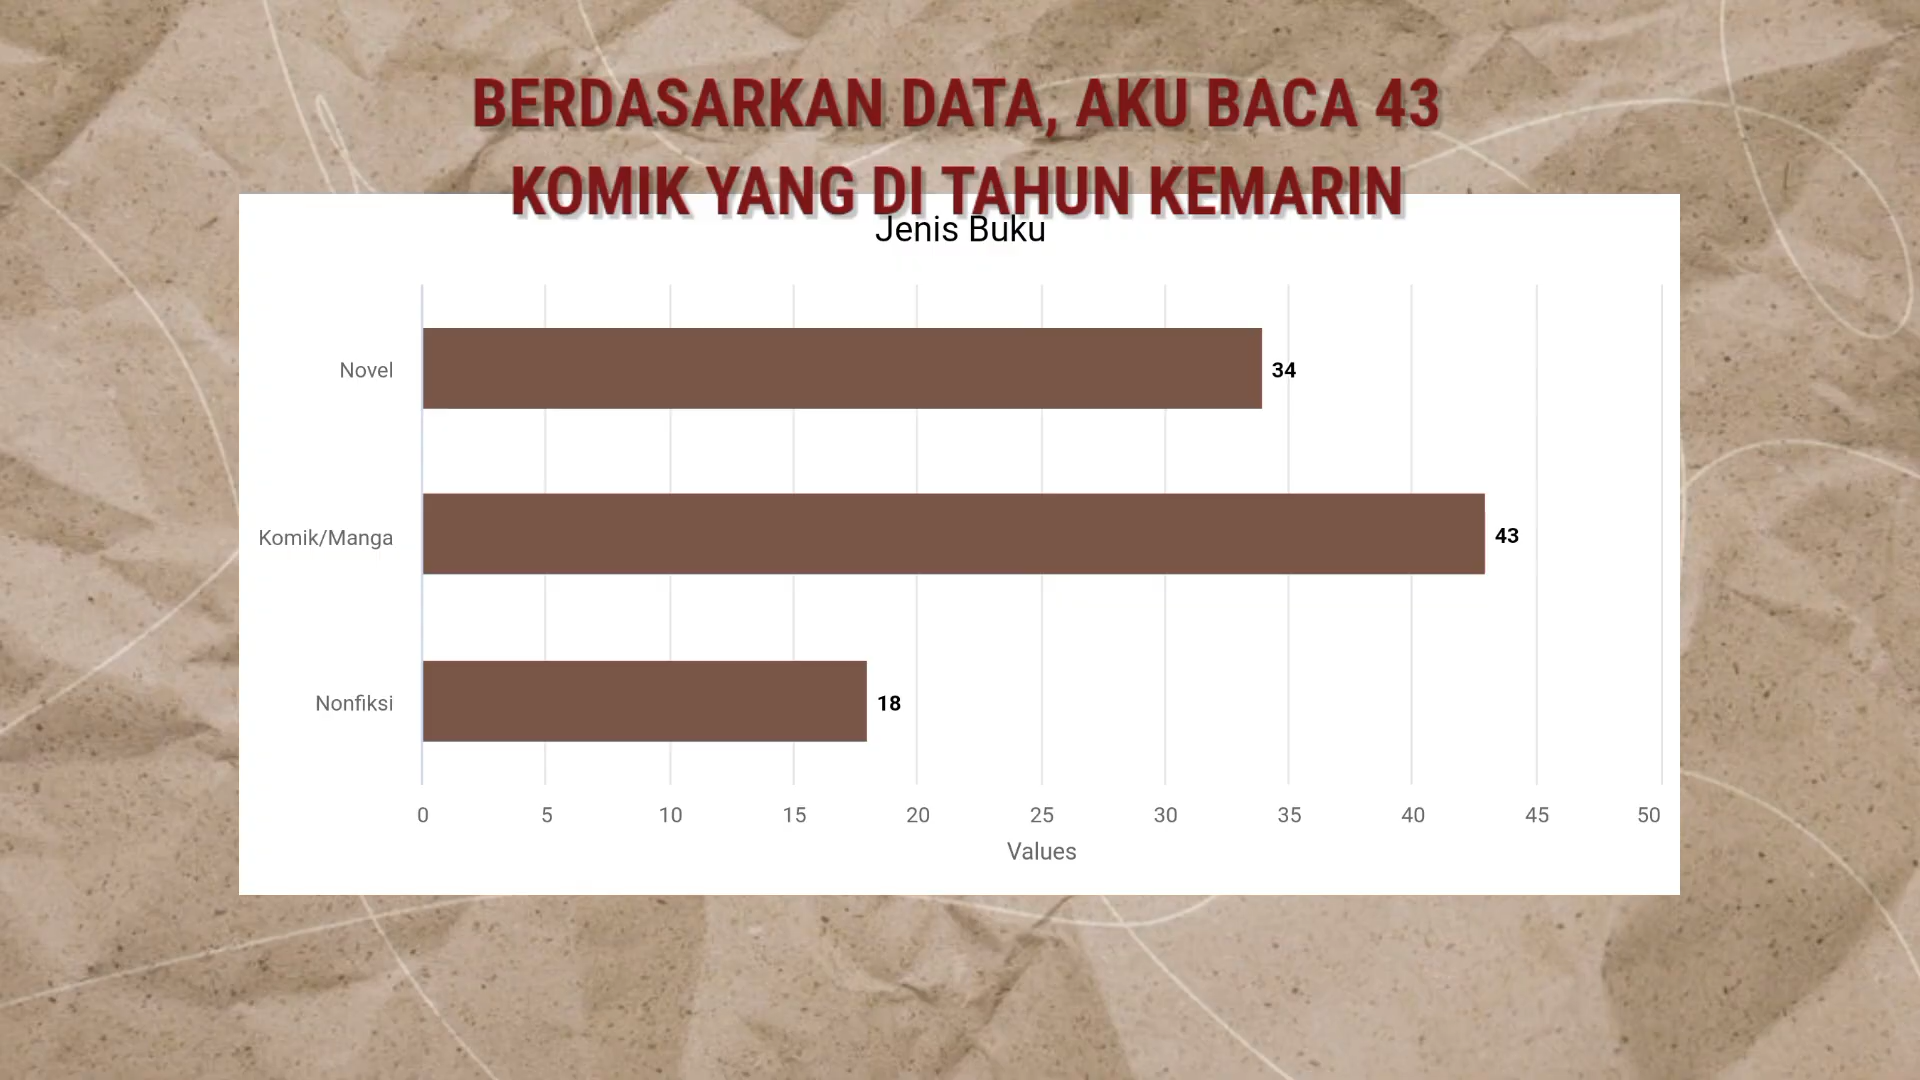 BERDASARKAN DATA, AKU BACA 43
KOMIK YANG DI TAHUN KEMARIN
Jenis Buku
Novel
34
Komik/Manga
43
Nonfiksi
18
0 5 10 15 20 25 30 35 40 45 50
Values